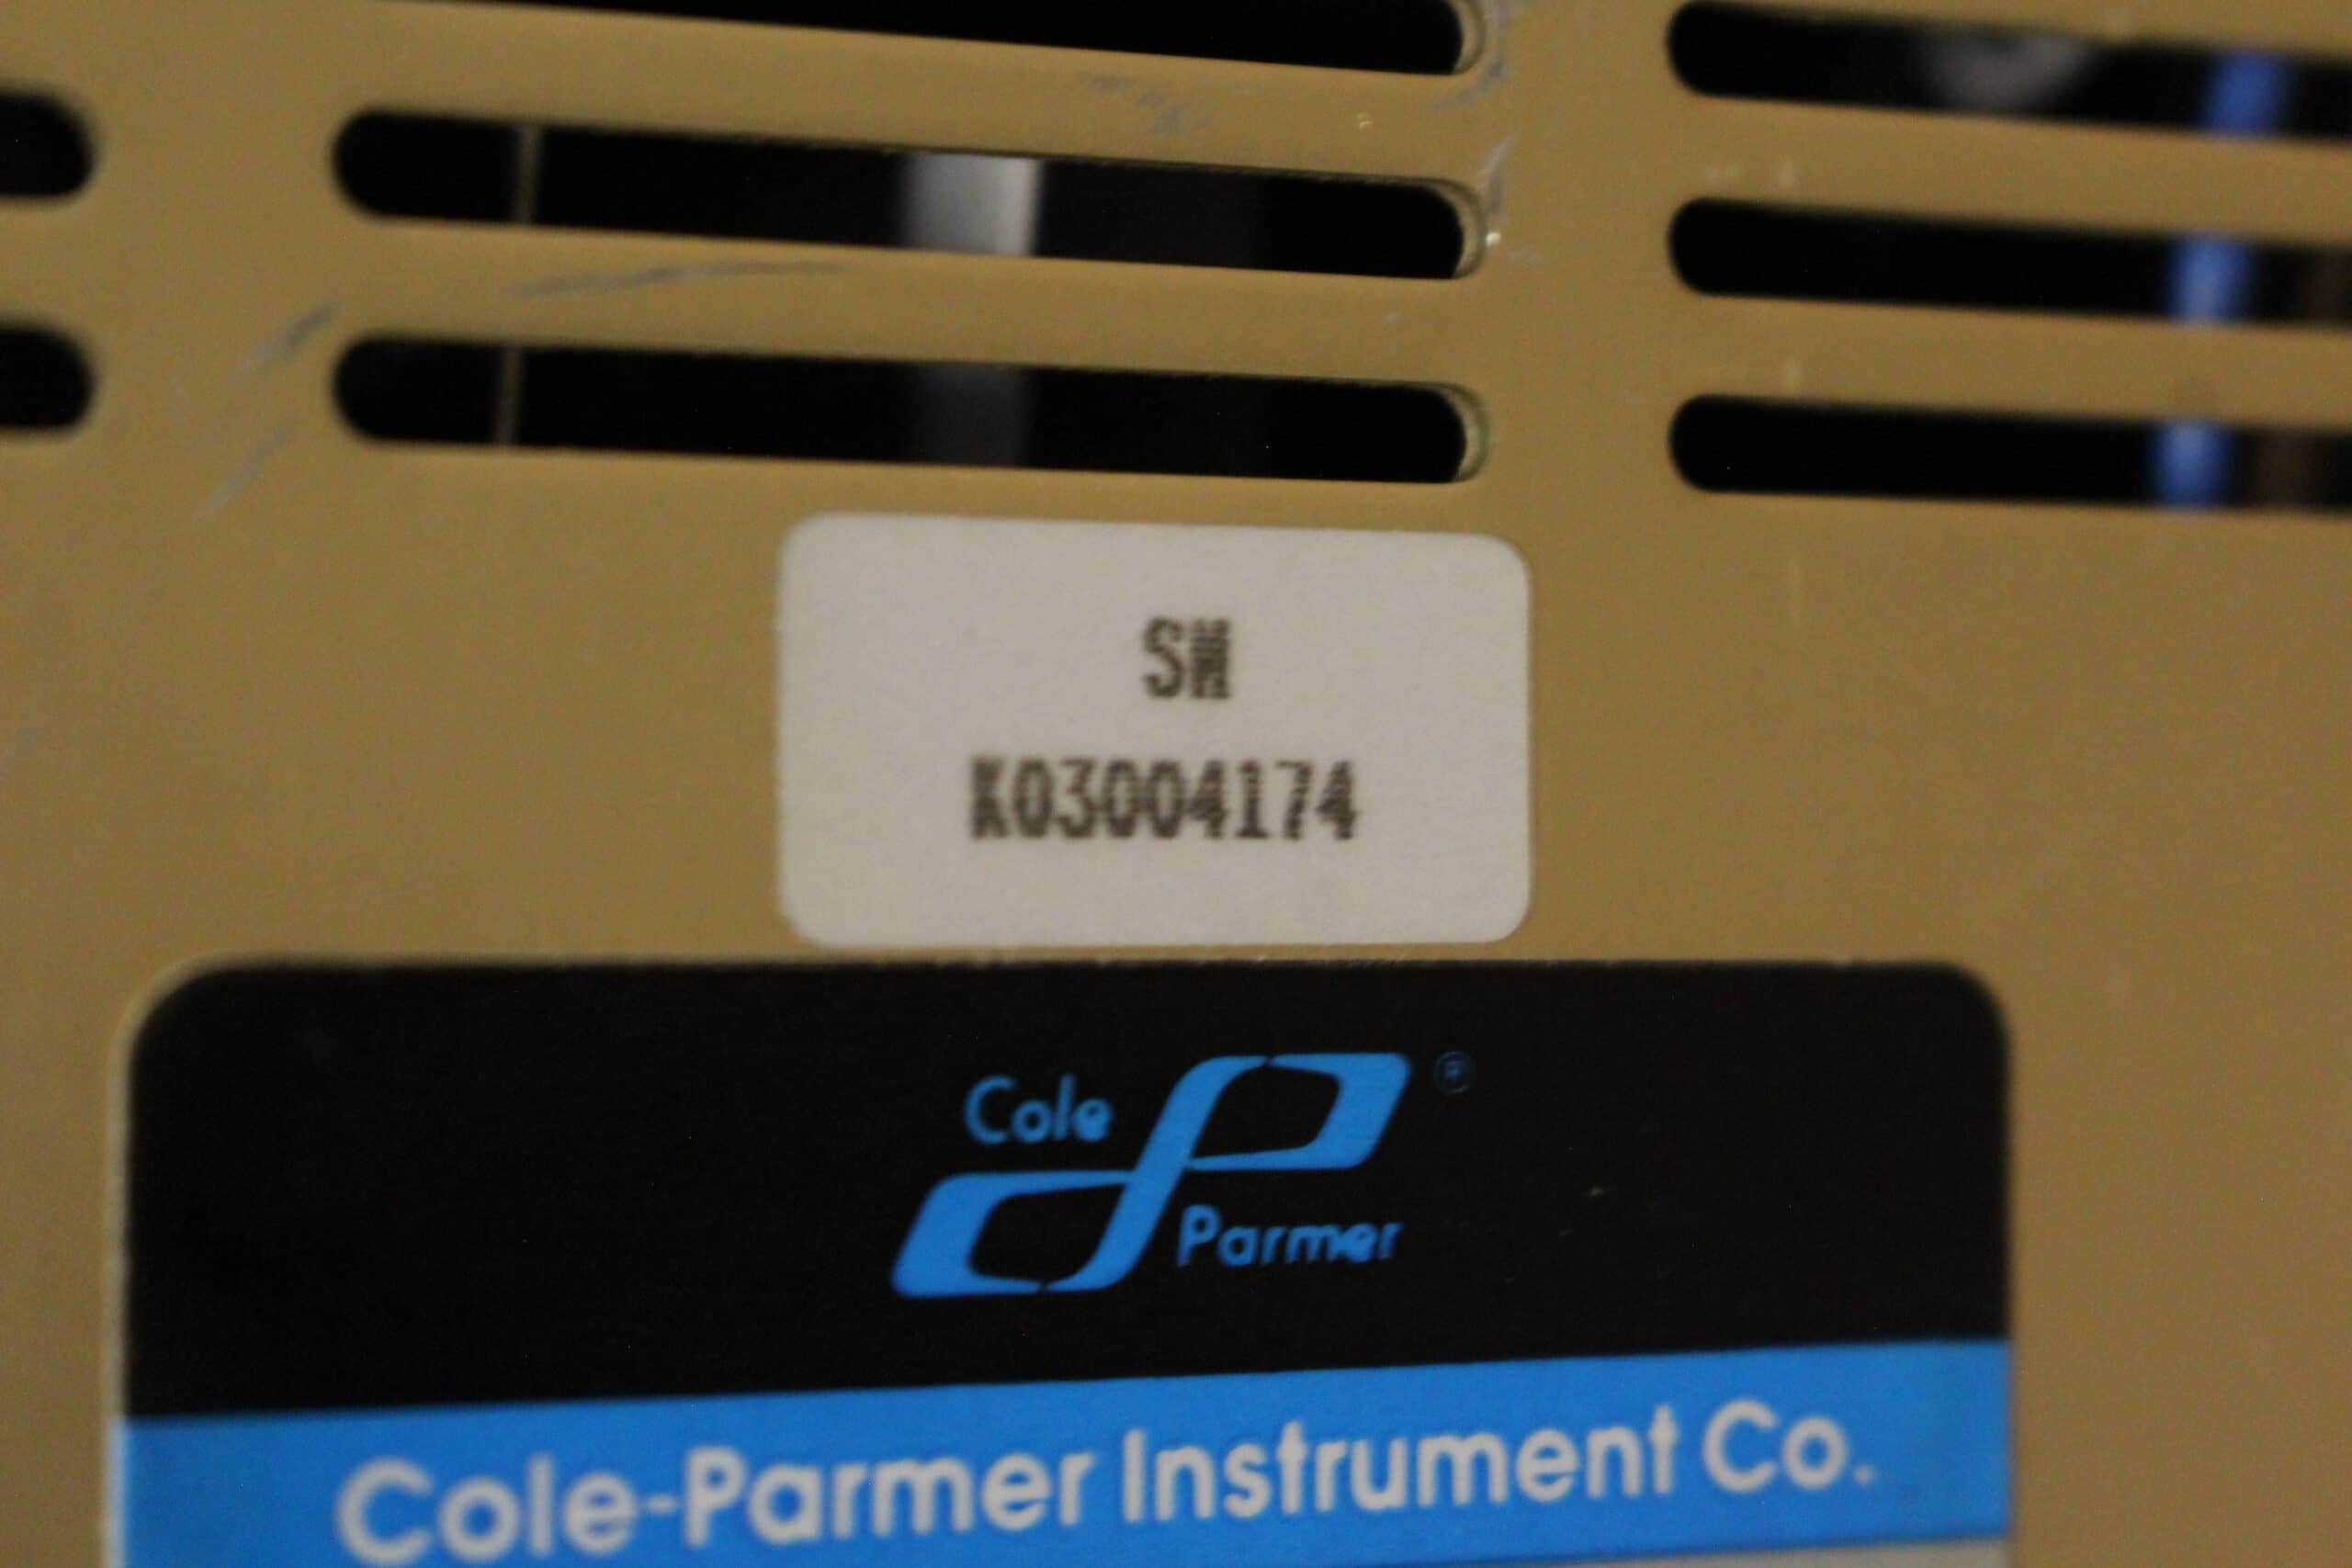 SN
K03004174
Cole
Parmer
®
Cole-Parmer Instrument Co.